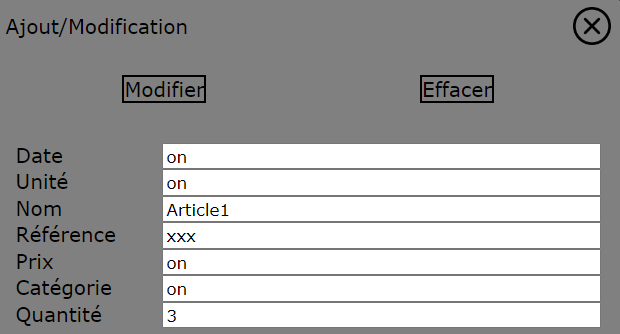 Ajout/Modification
Modifier Effacer
Date on
Unité on
Nom Article1
Référence xxx
Prix on
Catégorie on
Quantité 3